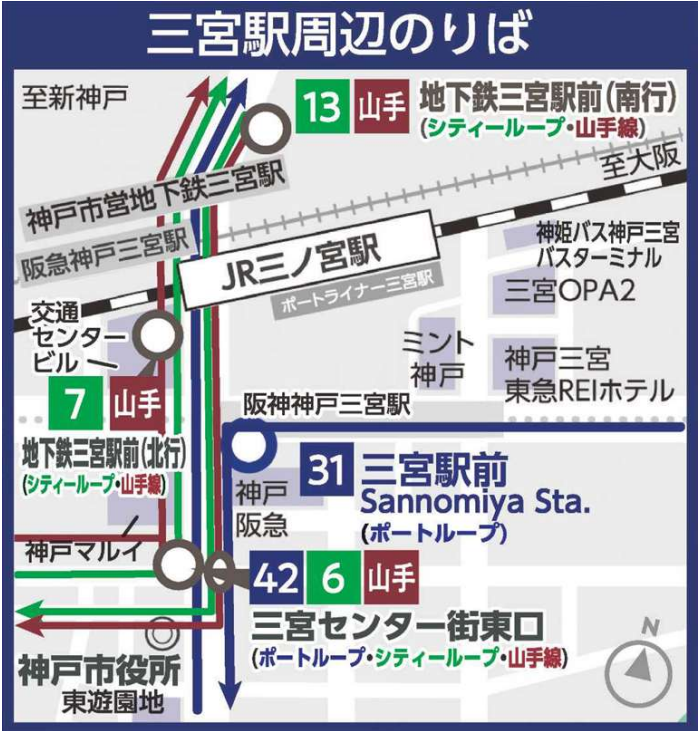 三宮駅周辺のりば
至新神戸
13 山手 地下鉄三宮駅前(南行)
(シティーループ・山手線)
至大阪
神戸市営地下鉄三宮駅
阪急神戸三宮駅
JR三ノ宮駅
ポートライナー三宮駅
神姫バス神戸三宮
バスターミナル
三宮OPA2
交通
センター
ビル
ミント
神戸
神戸三宮
東急REIホテル
7 山手
地下鉄三宮駅前(北行)
(シティーループ・山手線)
阪神神戸三宮駅
31 三宮駅前
Sannomiya Sta.
(ポートループ)
神戸
阪急
神戸マルイ
42 6 山手
三宮センター街東口
(ポートループ・シティーループ・山手線)
神戸市役所
東遊園地
N